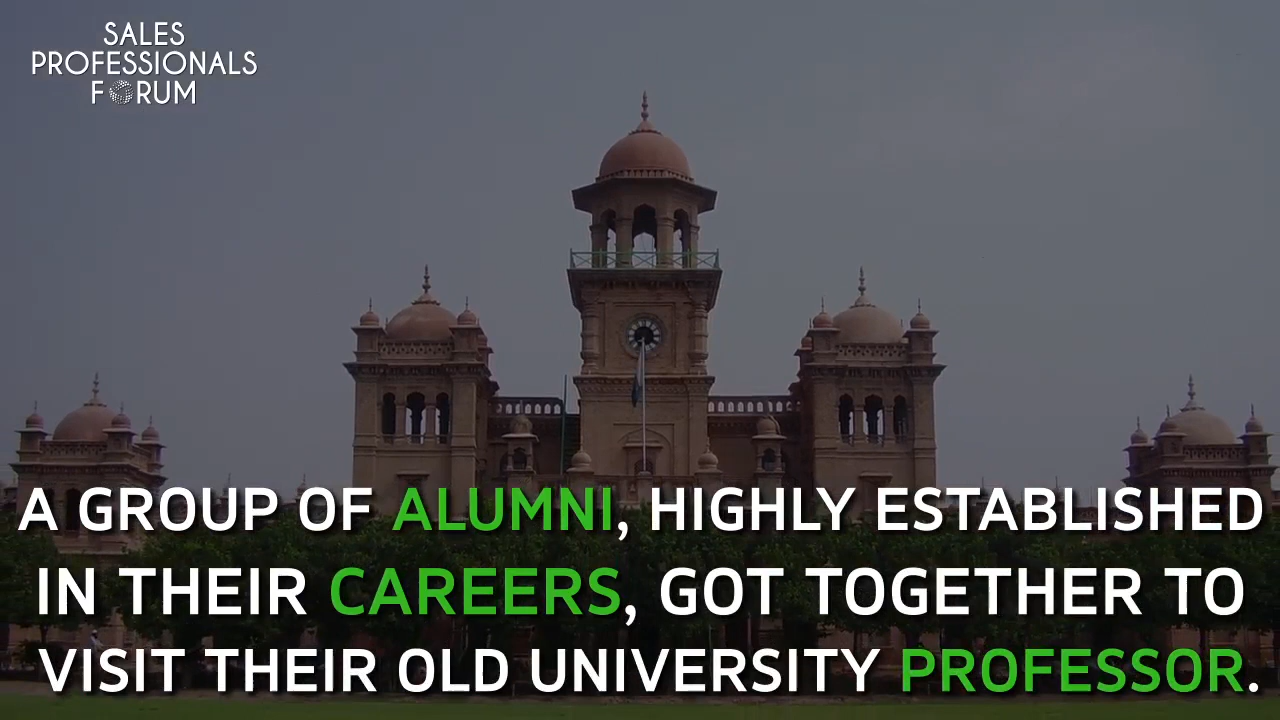 SALES
PROFESSIONALS
FORUM
A GROUP OF ALUMNI, HIGHLY ESTABLISHED
IN THEIR CAREERS, GOT TOGETHER TO
VISIT THEIR OLD UNIVERSITY PROFESSOR.